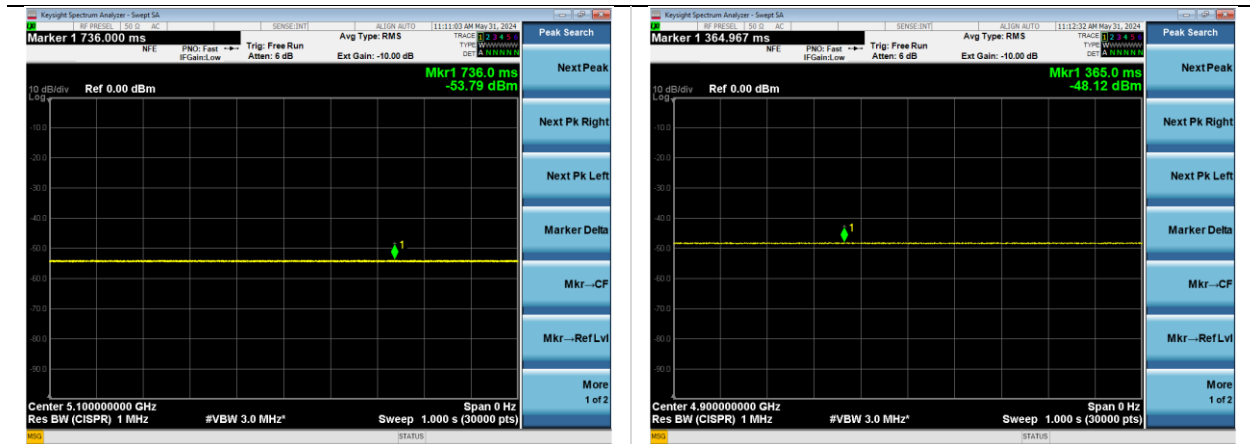 Keysight Spectrum Analyzer - Swept SA
RF PRESEL 50 Ω AC SENSE:INT ALIGN AUTO 11:11:03 AM May 31, 2024
Marker 1 736.000 ms
NFE
PNO: Fast
IFGain:Low
Trig: Free Run
Atten: 6 dB
Avg Type: RMS
Ext Gain: -10.00 dB
TRACE 1 2 3 4 5 6
TYPE WWWWWW
DET A NNNNN
Mkr1 736.0 ms
-53.79 dBm
10 dB/div Ref 0.00 dBm
Log
-10.0
-20.0
-30.0
-40.0
-50.0
-60.0
-70.0
-80.0
-90.0
1
Center 5.100000000 GHz
Span 0 Hz
Res BW (CISPR) 1 MHz
#VBW 3.0 MHz*
Sweep 1.000 s (30000 pts)
MSG
STATUS
Peak Search
Next Peak
Next Pk Right
Next Pk Left
Marker Delta
Mkr→CF
Mkr→Ref Lvl
More
1 of 2
Keysight Spectrum Analyzer - Swept SA
RF PRESEL 50 Ω AC SENSE:INT ALIGN AUTO 11:12:32 AM May 31, 2024
Marker 1 364.967 ms
NFE
PNO: Fast
IFGain:Low
Trig: Free Run
Atten: 6 dB
Avg Type: RMS
Ext Gain: -10.00 dB
TRACE 1 2 3 4 5 6
TYPE WWWWWW
DET A NNNNN
Mkr1 365.0 ms
-48.12 dBm
10 dB/div Ref 0.00 dBm
Log
-10.0
-20.0
-30.0
-40.0
-50.0
-60.0
-70.0
-80.0
-90.0
1
Center 4.900000000 GHz
Span 0 Hz
Res BW (CISPR) 1 MHz
#VBW 3.0 MHz*
Sweep 1.000 s (30000 pts)
MSG
STATUS
Peak Search
Next Peak
Next Pk Right
Next Pk Left
Marker Delta
Mkr→CF
Mkr→Ref Lvl
More
1 of 2